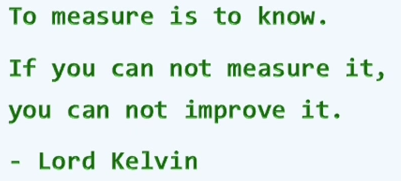 To measure is to know.
If you can not measure it,
you can not improve it.
- Lord Kelvin